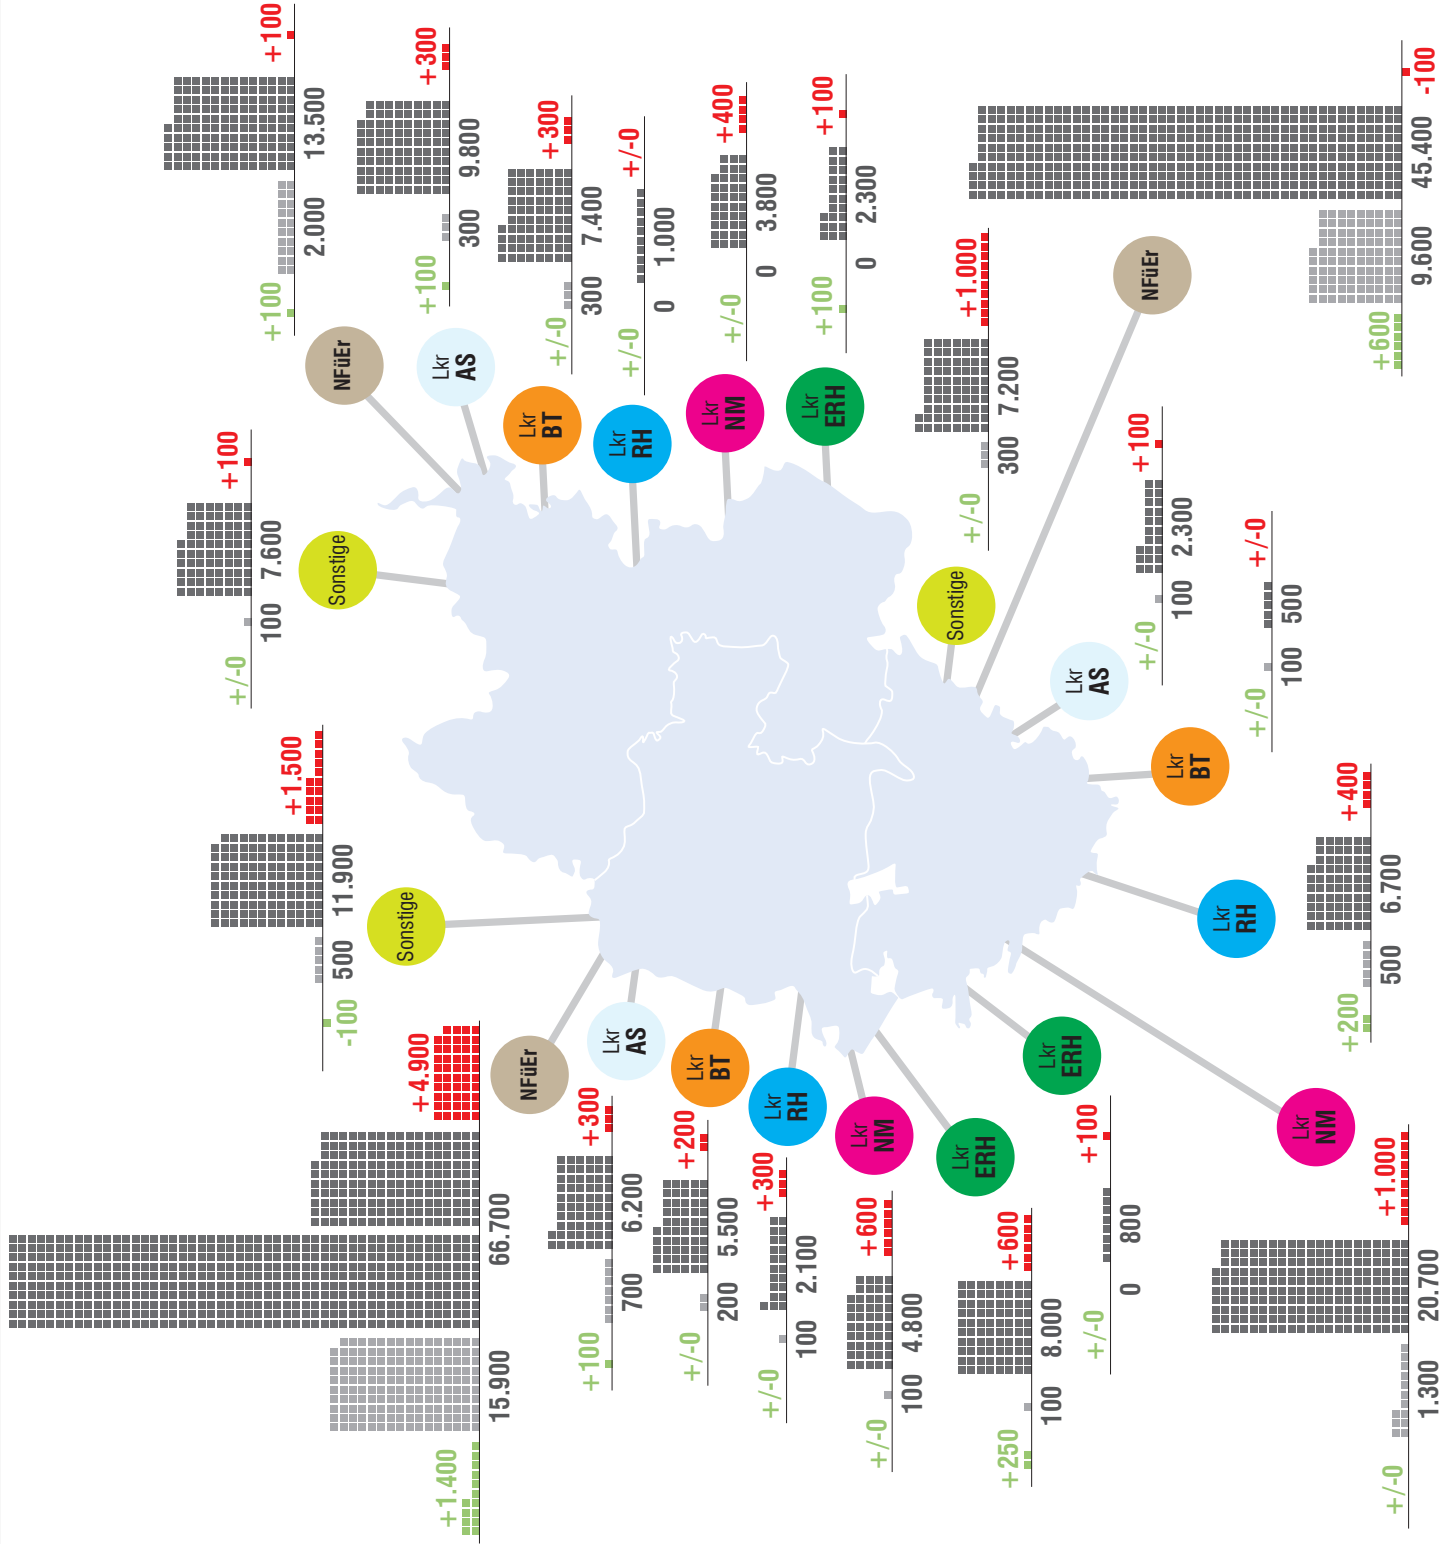 +100
2.000
13.500
+100
NFüEr
+100
300
9.800
+300
Lkr
AS
+/-0
300
7.400
+300
Lkr
BT
+/-0
0
1.000
+/-0
Lkr
RH
+/-0
0
3.800
+400
Lkr
NM
+100
0
2.300
+100
Lkr
ERH
+/-0
100
7.600
+100
Sonstige
-100
500
11.900
+1.500
Sonstige
+1.400
15.900
66.700
+4.900
NFüEr
+100
700
6.200
+300
Lkr
AS
+/-0
200
5.500
+200
Lkr
BT
+/-0
100
2.100
+300
Lkr
RH
+/-0
100
4.800
+600
Lkr
NM
+250
100
8.000
+600
Lkr
ERH
+/-0
300
7.200
+1.000
Sonstige
+600
9.600
45.400
-100
NFüEr
+/-0
100
2.300
+100
Lkr
AS
+/-0
100
500
+/-0
Lkr
BT
+200
500
6.700
+400
Lkr
RH
+/-0
0
800
+100
Lkr
ERH
+/-0
1.300
20.700
+1.000
Lkr
NM